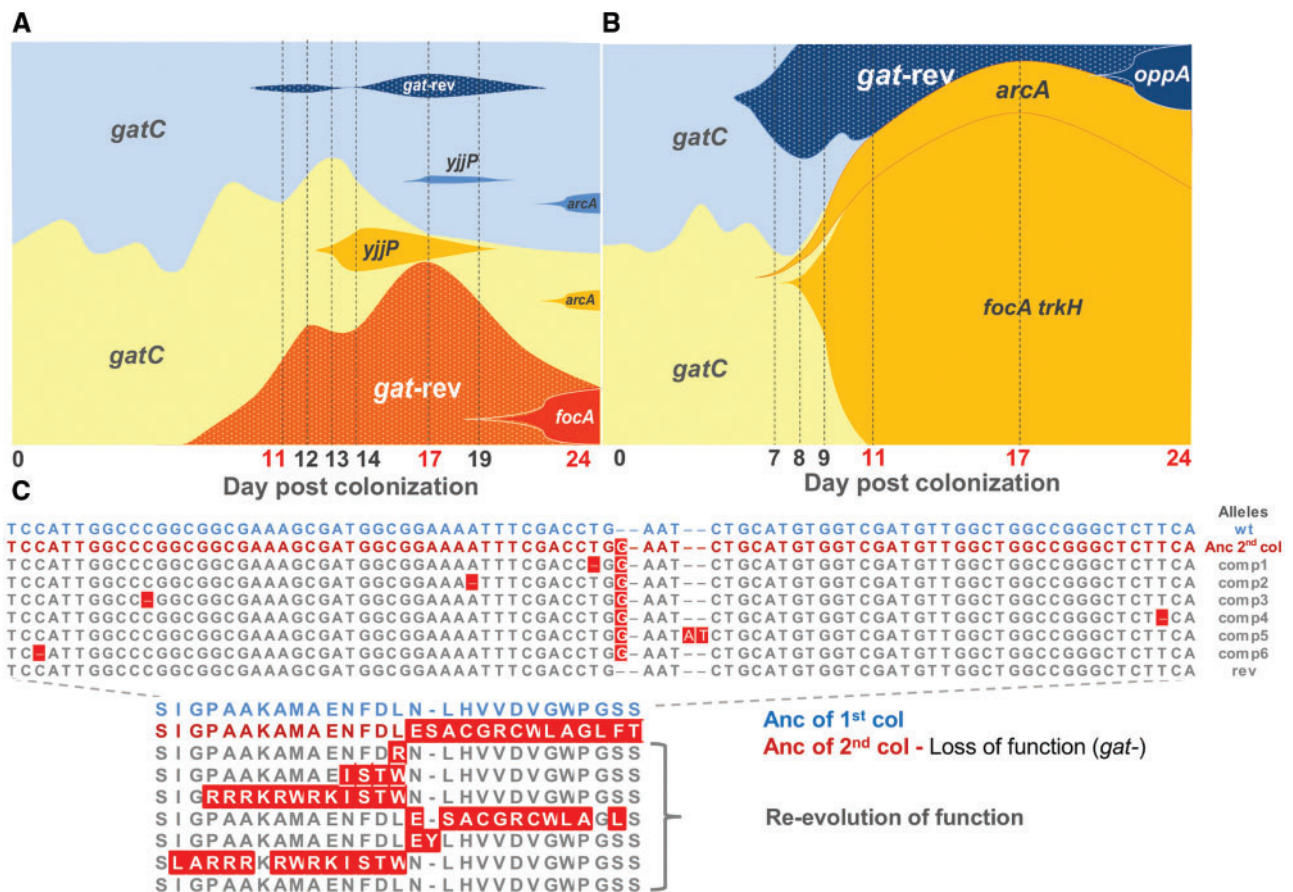 A
B
gat-rev
gatC
yjjP
arcA
yjjP
arcA
gatC
gat-rev
focA
gat-rev
oppA
arcA
gatC
focA trkH
gatC
0 11 12 13 14 17 19 24
Day post colonization
0 7 8 9 11 17 24
Day post colonization
C
Alleles
TCCATTGGCCCGGCGGCGAAAGCGATGGCGGAAAATTTCGACCTG--AAT--CTGCATGTGGTCGATGTTGGCTGGCCGGGCTCTTCA wt
TCCATTGGCCCGGCGGCGAAAGCGATGGCGGAAAATTTCGACCTGG-AAT--CTGCATGTGGTCGATGTTGGCTGGCCGGGCTCTTCA Anc 2nd col
TCCATTGGCCCGGCGGCGAAAGCGATGGCGGAAAATTTCGACC-GG-AAT--CTGCATGTGGTCGATGTTGGCTGGCCGGGCTCTTCA comp1
TCCATTGGCCCGGCGGCGAAAGCGATGGCGGAAA-TTTCGACCTGG-AAT--CTGCATGTGGTCGATGTTGGCTGGCCGGGCTCTTCA comp2
TCCATTGGCC-GGCGGCGAAAGCGATGGCGGAAAATTTCGACCTGG-AAT--CTGCATGTGGTCGATGTTGGCTGGCCGGGCTCTTCA comp3
TCCATTGGCCCGGCGGCGAAAGCGATGGCGGAAAATTTCGACCTGG-AAT--CTGCATGTGGTCGATGTTGGCTGGCCGGGCTCT-CA comp4
TCCATTGGCCCGGCGGCGAAAGCGATGGCGGAAAATTTCGACCTGG-AATATCTGCATGTGGTCGATGTTGGCTGGCCGGGCTCTTCA comp5
TC-ATTGGCCCGGCGGCGAAAGCGATGGCGGAAAATTTCGACCTGG-AAT--CTGCATGTGGTCGATGTTGGCTGGCCGGGCTCTTCA comp6
TCCATTGGCCCGGCGGCGAAAGCGATGGCGGAAAATTTCGACCTG--AAT--CTGCATGTGGTCGATGTTGGCTGGCCGGGCTCTTCA rev
SIGPAAKAMAENFDLN-LHVVDVGWPGSS
SIGPAAKAMAENFDLESACGRCWLAGLFT
SIGPAAKAMAENFDRN-LHVVDVGWPGSS
SIGPAAKAMAEISTWN-LHVVDVGWPGSS
SIGRRRKRWRKISTWN-LHVVDVGWPGSS
SIGPAAKAMAENFDLE-SACGRCWLAGLS
SIGPAAKAMAENFDLEYLHVVDVGWPGSS
SLARRRKRWRKISTWN-LHVVDVGWPGSS
SIGPAAKAMAENFDLN-LHVVDVGWPGSS
Anc of 1st col
Anc of 2nd col - Loss of function (gat-)
Re-evolution of function